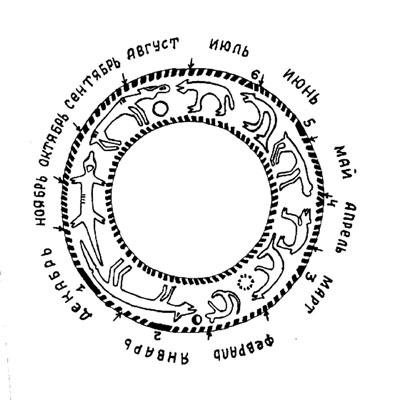 ЯНВАРЬ
ФЕВРАЛЬ
МАРТ
АПРЕЛЬ
МАЙ
ИЮНЬ
ИЮЛЬ
АВГУСТ
СЕНТЯБРЬ
ОКТЯБРЬ
НОЯБРЬ
ДЕКАБРЬ
1
2
3
4
5
6